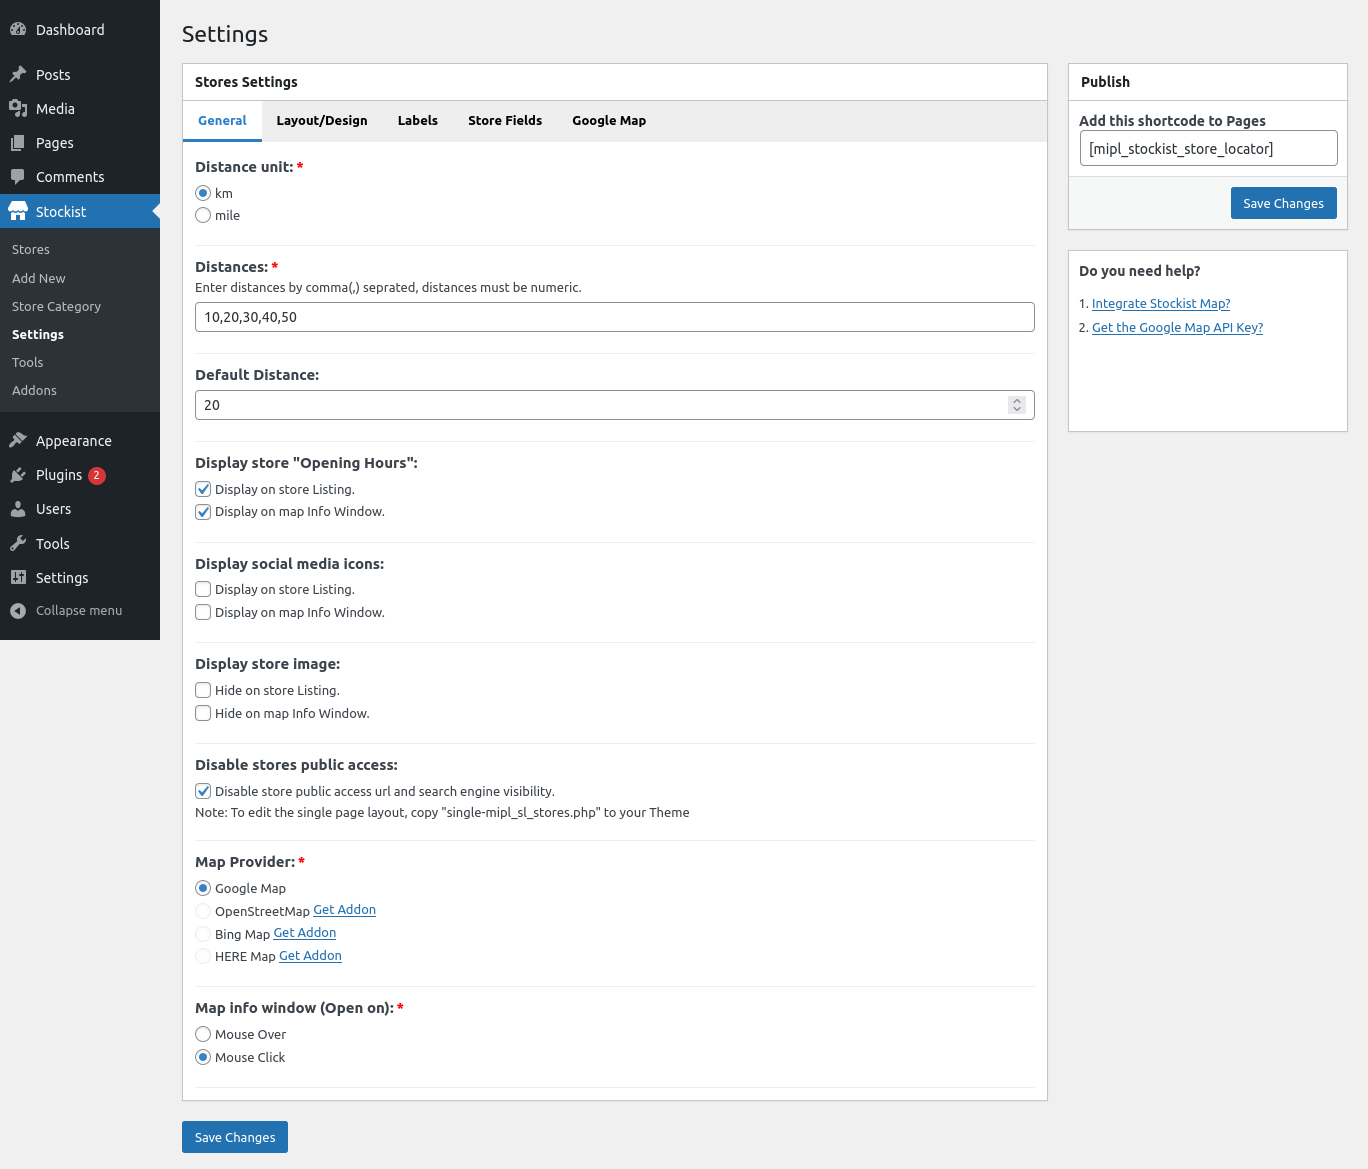 Dashboard
Posts
Media
Pages
Comments
Stockist
Stores
Add New
Store Category
Settings
Tools
Addons
Appearance
Plugins 2
Users
Tools
Settings
Collapse menu
Settings
Stores Settings
General Layout/Design Labels Store Fields Google Map
Distance unit: *
km
mile
Distances: *
Enter distances by comma(,) seprated, distances must be numeric.
10,20,30,40,50
Default Distance:
20
Display store "Opening Hours":
Display on store Listing.
Display on map Info Window.
Display social media icons:
Display on store Listing.
Display on map Info Window.
Display store image:
Hide on store Listing.
Hide on map Info Window.
Disable stores public access:
Disable store public access url and search engine visibility.
Note: To edit the single page layout, copy "single-mipl_sl_stores.php" to your Theme
Map Provider: *
Google Map
OpenStreetMap Get Addon
Bing Map Get Addon
HERE Map Get Addon
Map info window (Open on): *
Mouse Over
Mouse Click
Save Changes
Publish
Add this shortcode to Pages
[mipl_stockist_store_locator]
Save Changes
Do you need help?
1. Integrate Stockist Map?
2. Get the Google Map API Key?